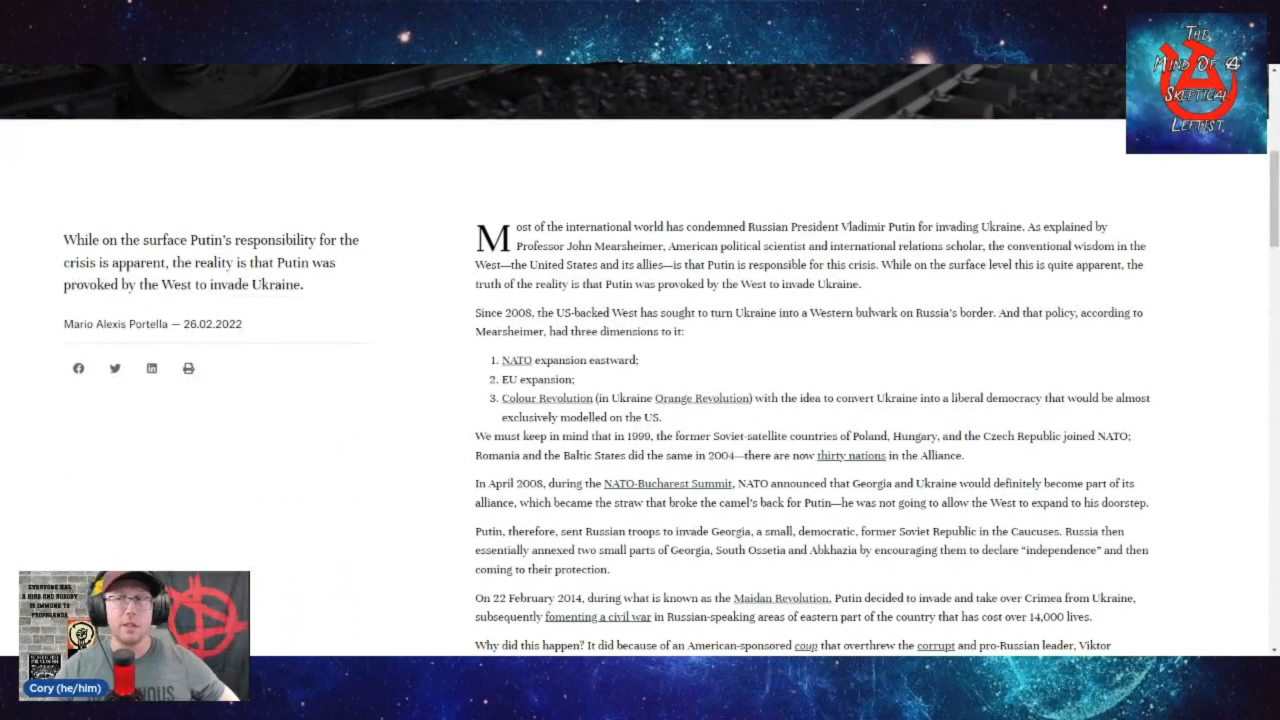 THE
MIND OF A
SKEPTICAL
LEFTIST
While on the surface Putin's responsibility for the
crisis is apparent, the reality is that Putin was
provoked by the West to invade Ukraine.
Mario Alexis Portella — 26.02.2022
Most of the international world has condemned Russian President Vladimir Putin for invading Ukraine. As explained by
Professor John Mearsheimer, American political scientist and international relations scholar, the conventional wisdom in the
West—the United States and its allies—is that Putin is responsible for this crisis. While on the surface level this is quite apparent, the
truth of the reality is that Putin was provoked by the West to invade Ukraine.
Since 2008, the US-backed West has sought to turn Ukraine into a Western bulwark on Russia's border. And that policy, according to
Mearsheimer, had three dimensions to it:
1. NATO expansion eastward;
2. EU expansion;
3. Colour Revolution (in Ukraine Orange Revolution) with the idea to convert Ukraine into a liberal democracy that would be almost
exclusively modelled on the US.
We must keep in mind that in 1999, the former Soviet-satellite countries of Poland, Hungary, and the Czech Republic joined NATO;
Romania and the Baltic States did the same in 2004—there are now thirty nations in the Alliance.
In April 2008, during the NATO-Bucharest Summit, NATO announced that Georgia and Ukraine would definitely become part of its
alliance, which became the straw that broke the camel's back for Putin—he was not going to allow the West to expand to his doorstep.
Putin, therefore, sent Russian troops to invade Georgia, a small, democratic, former Soviet Republic in the Caucuses. Russia then
essentially annexed two small parts of Georgia, South Ossetia and Abkhazia by encouraging them to declare "independence" and then
coming to their protection.
On 22 February 2014, during what is known as the Maidan Revolution, Putin decided to invade and take over Crimea from Ukraine,
subsequently fomenting a civil war in Russian-speaking areas of eastern part of the country that has cost over 14,000 lives.
Why did this happen? It did because of an American-sponsored coup that overthrew the corrupt and pro-Russian leader, Viktor
EVERYONE HAS
A BIAS AND NOBODY
IS IMMUNE TO
PROPAGANDA
Cory (he/him)